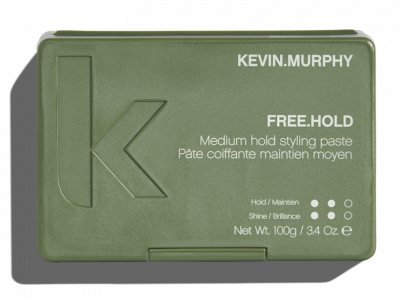 KEVIN.MURPHY
FREE.HOLD
Medium hold styling paste
Pâte coiffante maintien moyen
Hold / Maintien
Shine / Brillance
Net Wt. 100g / 3.4 Oz. ℮
K